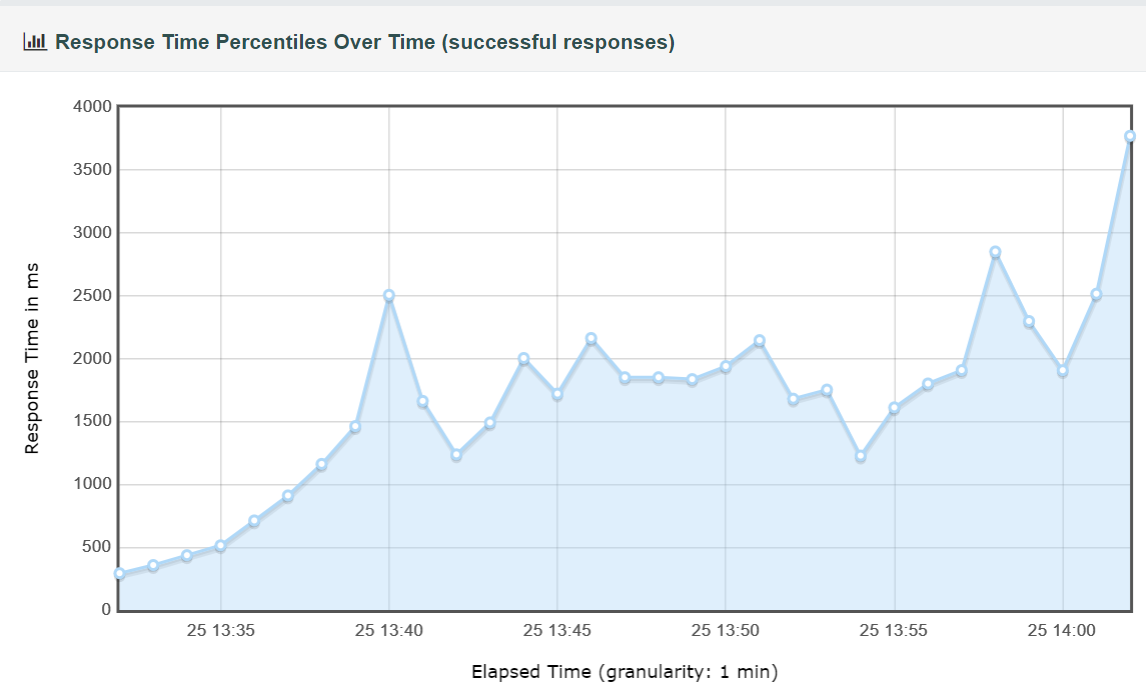 Response Time Percentiles Over Time (successful responses)
4000
3500
3000
2500
2000
1500
1000
500
0
Response Time in ms
25 13:35 25 13:40 25 13:45 25 13:50 25 13:55 25 14:00
Elapsed Time (granularity: 1 min)